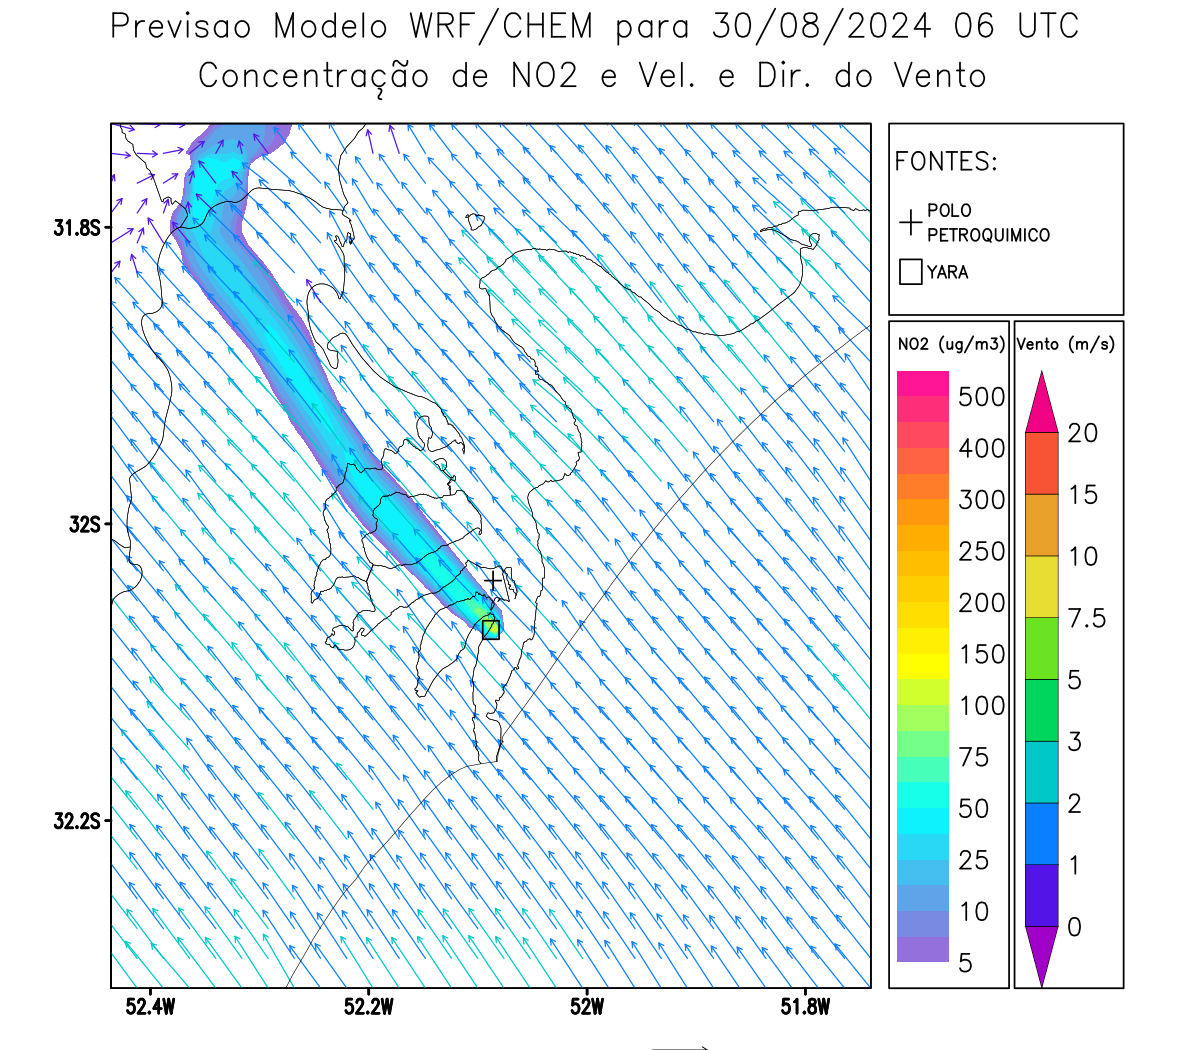 Previsao Modelo WRF/CHEM para 30/08/2024 06 UTC
Concentração de NO2 e Vel. e Dir. do Vento
FONTES:
POLO
PETROQUIMICO
YARA
NO2 (ug/m3)
500
400
300
250
200
150
100
75
50
25
10
5
Vento (m/s)
20
15
10
7.5
5
3
2
1
0
31.8S
32S
32.2S
52.4W
52.2W
52W
51.8W